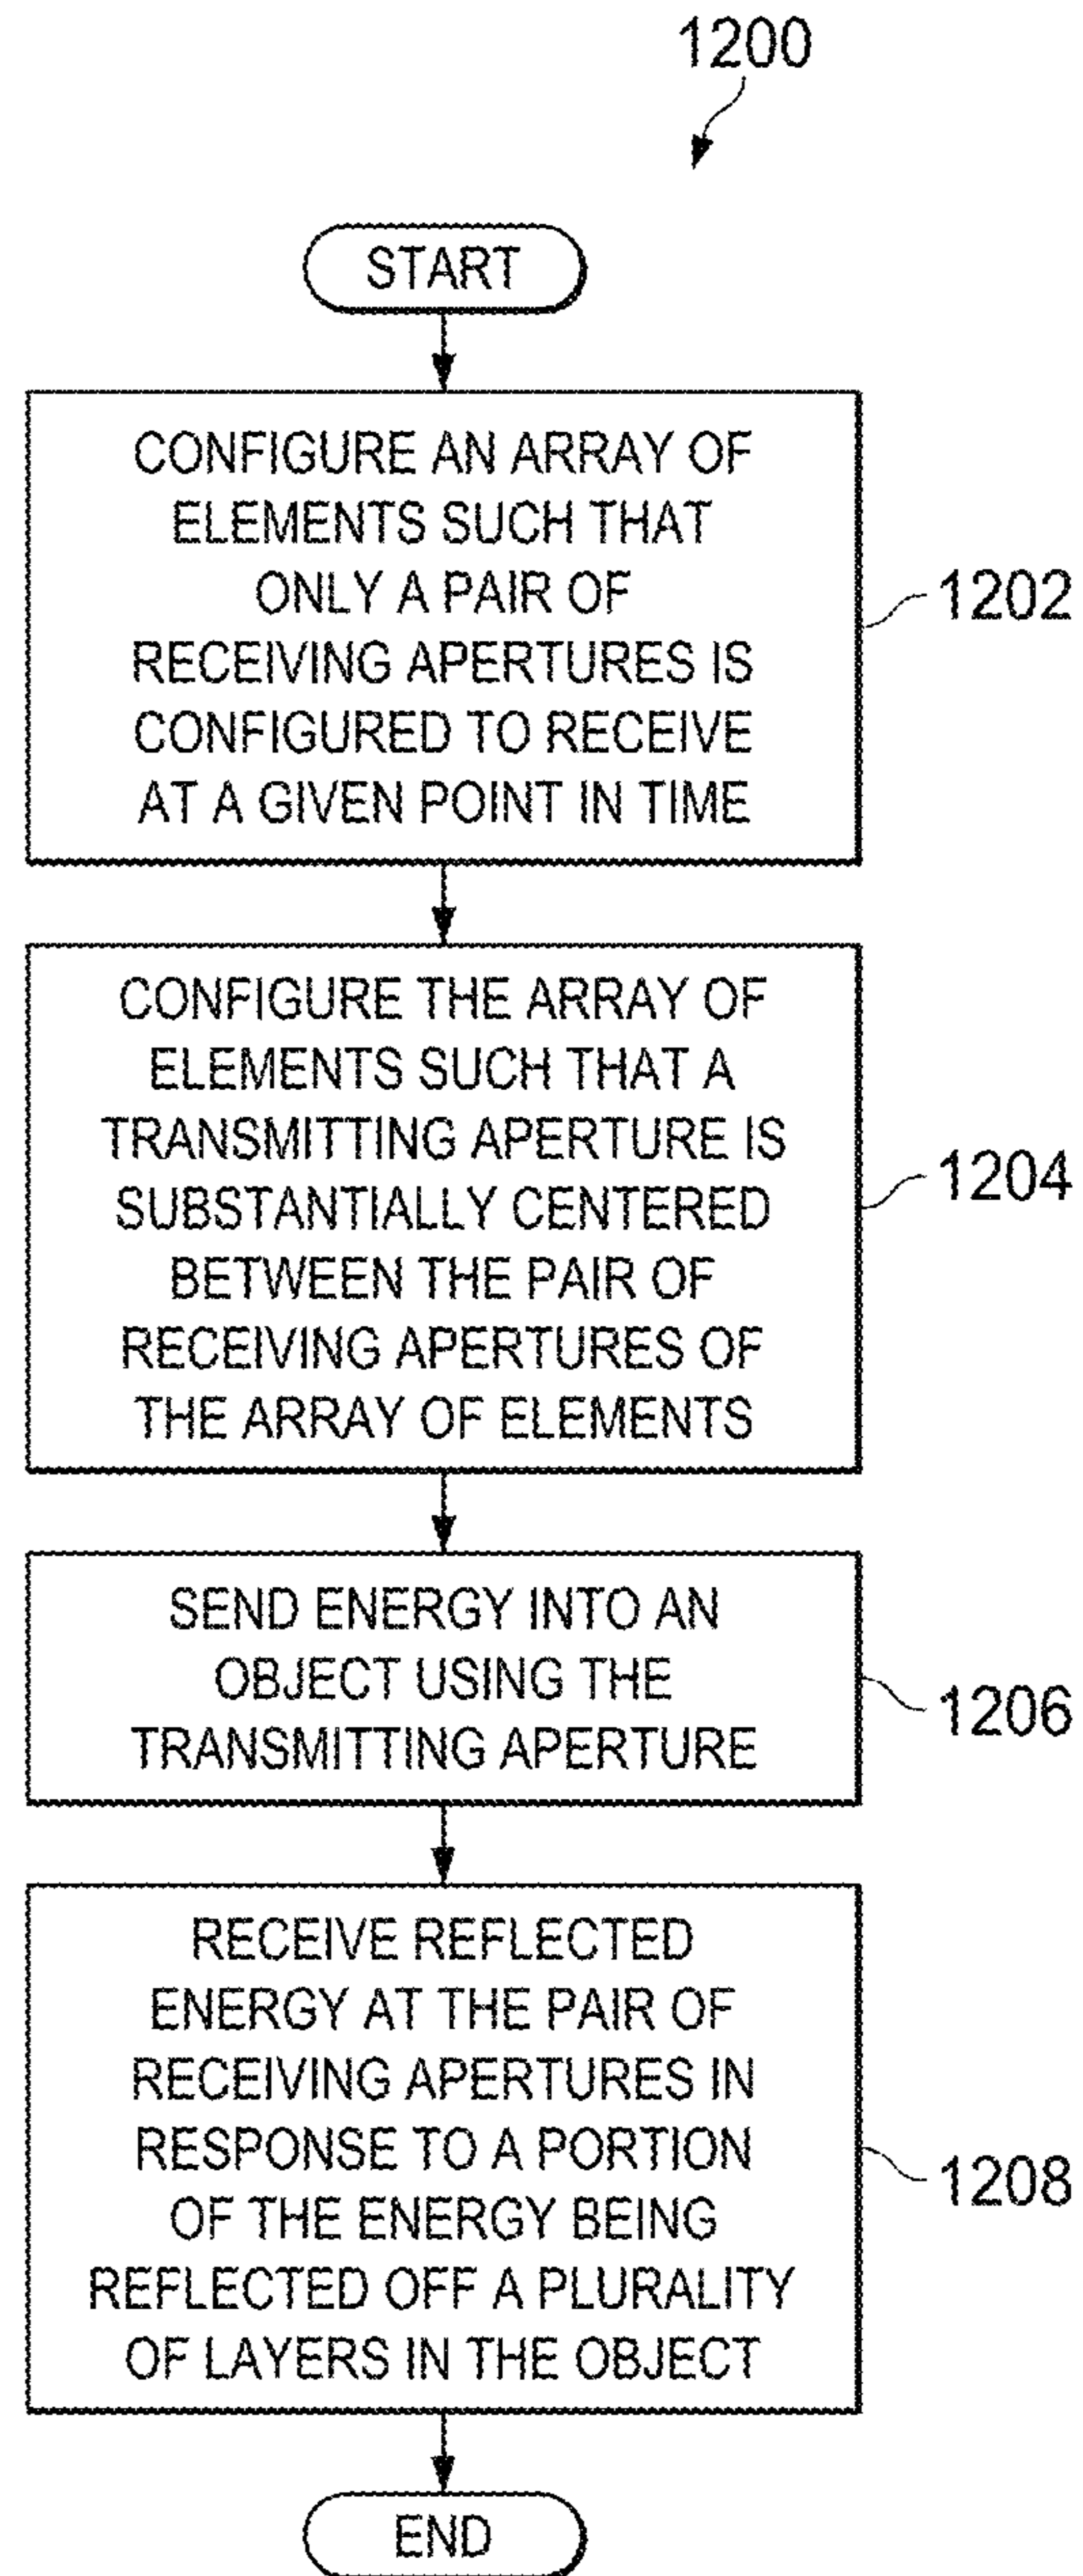 1200
START
CONFIGURE AN ARRAY OF
ELEMENTS SUCH THAT
ONLY A PAIR OF
RECEIVING APERTURES IS
CONFIGURED TO RECEIVE
AT A GIVEN POINT IN TIME
1202
CONFIGURE THE ARRAY OF
ELEMENTS SUCH THAT A
TRANSMITTING APERTURE IS
SUBSTANTIALLY CENTERED
BETWEEN THE PAIR OF
RECEIVING APERTURES OF
THE ARRAY OF ELEMENTS
1204
SEND ENERGY INTO AN
OBJECT USING THE
TRANSMITTING APERTURE
1206
RECEIVE REFLECTED
ENERGY AT THE PAIR OF
RECEIVING APERTURES IN
RESPONSE TO A PORTION
OF THE ENERGY BEING
REFLECTED OFF A PLURALITY
OF LAYERS IN THE OBJECT
1208
END